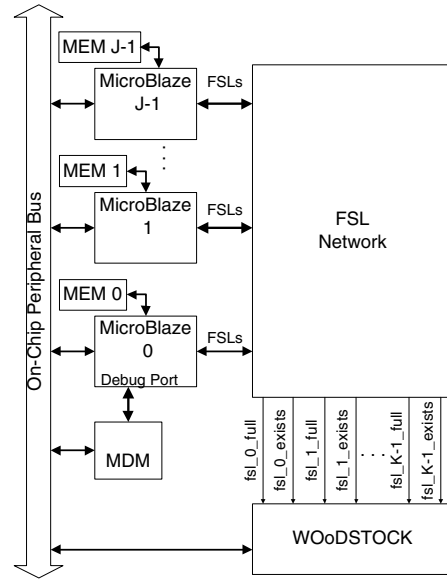 MEM J-1
MicroBlaze
J-1
FSLs
. . .
MEM 1
MicroBlaze
1
FSLs
FSL
Network
MEM 0
MicroBlaze
0
Debug Port
FSLs
MDM
On-Chip Peripheral Bus
fsl_0_full
fsl_0_exists
fsl_1_full
fsl_1_exists
. . . .
fsl_K-1_full
fsl_K-1_exists
WOoDSTOCK